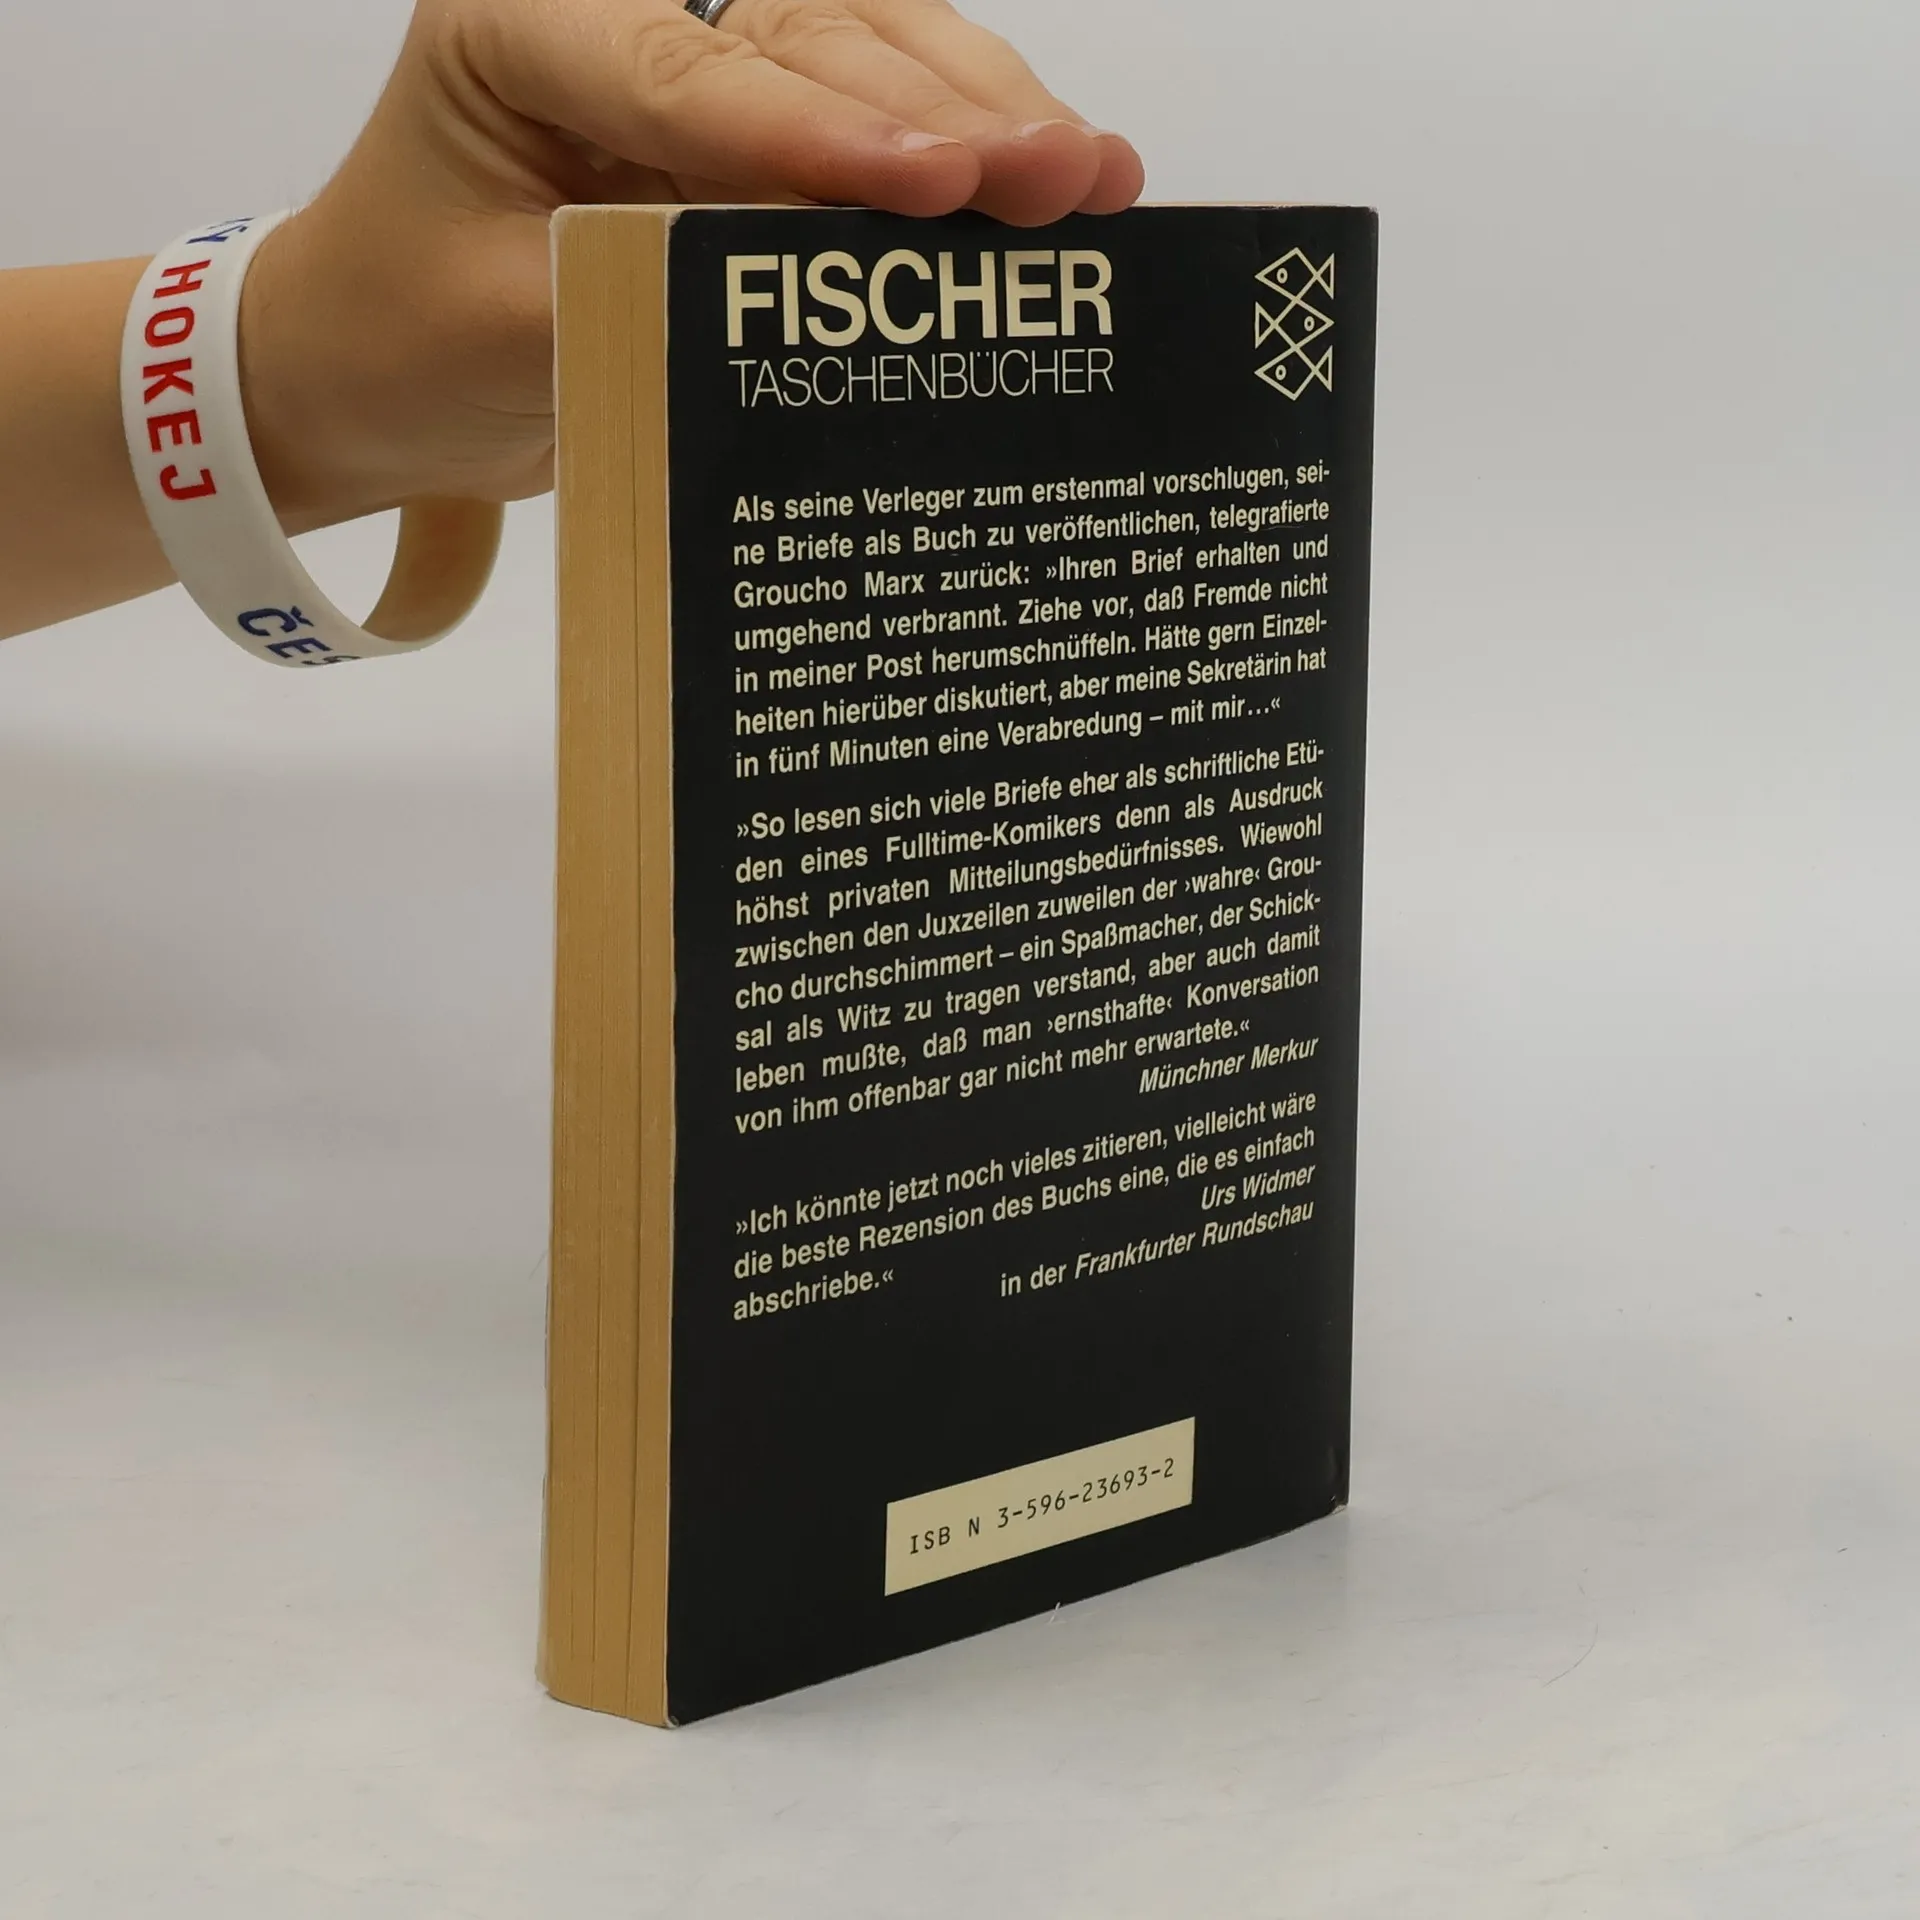 HOKEJ
ČES
FISCHER
TASCHENBÜCHER
Als seine Verleger zum erstenmal vorschlugen, sei-
ne Briefe als Buch zu veröffentlichen, telegrafierte
Groucho Marx zurück: »Ihren Brief erhalten und
umgehend verbrannt. Ziehe vor, daß Fremde nicht
in meiner Post herumschnüffeln. Hätte gern Einzel-
heiten hierüber diskutiert, aber meine Sekretärin hat
in fünf Minuten eine Verabredung – mit mir...«
»So lesen sich viele Briefe eher als schriftliche Etü-
den eines Fulltime-Komikers denn als Ausdruck
höhst privaten Mitteilungsbedürfnisses. Wiewohl
zwischen den Juxzeilen zuweilen der ›wahre‹ Grou-
cho durchschimmert – ein Spaßmacher, der Schick-
sal als Witz zu tragen verstand, aber auch damit
leben mußte, daß man ›ernsthafte‹ Konversation
von ihm offenbar gar nicht mehr erwartete.«
Münchner Merkur
»Ich könnte jetzt noch vieles zitieren, vielleicht wäre
die beste Rezension des Buchs eine, die es einfach
abschriebe.«
Urs Widmer
in der Frankfurter Rundschau
ISB N 3-596-23693-2